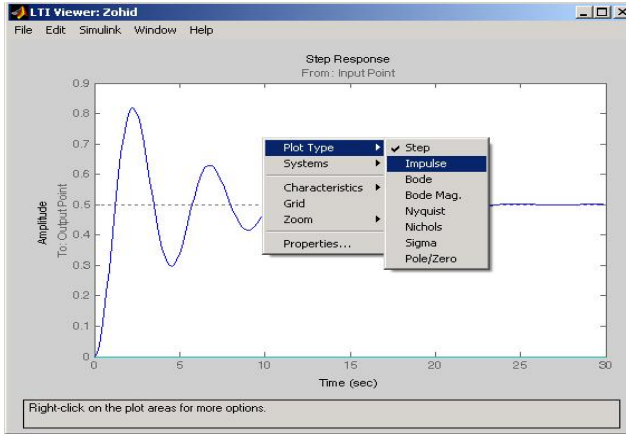 LTI Viewer: Zohid
File Edit Simulink Window Help
Step Response
From: Input Point
Amplitude
To: Output Point
0.9
0.8
0.7
0.6
0.5
0.4
0.3
0.2
0.1
0
0 5 10 15 20 25 30
Time (sec)
Plot Type
Systems
Characteristics
Grid
Zoom
Properties...
Step
Impulse
Bode
Bode Mag.
Nyquist
Nichols
Sigma
Pole/Zero
Right-click on the plot areas for more options.